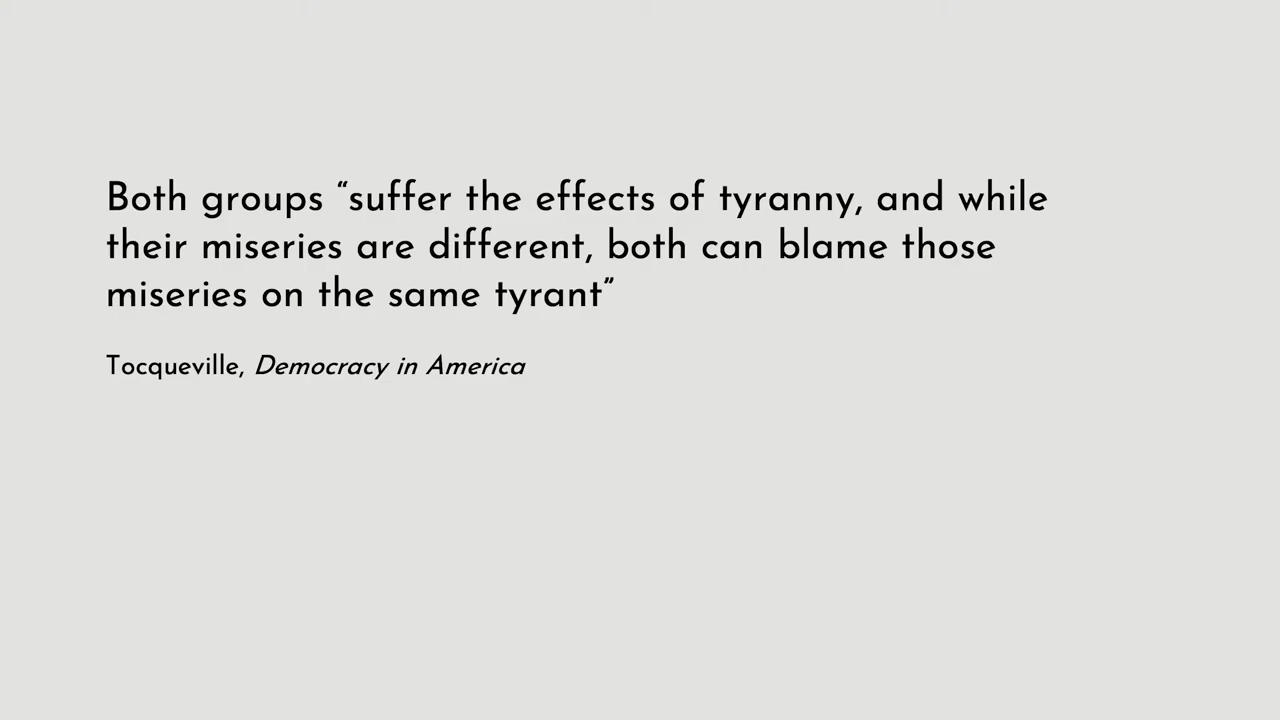 Both groups “suffer the effects of tyranny, and while
their miseries are different, both can blame those
miseries on the same tyrant”
Tocqueville, Democracy in America